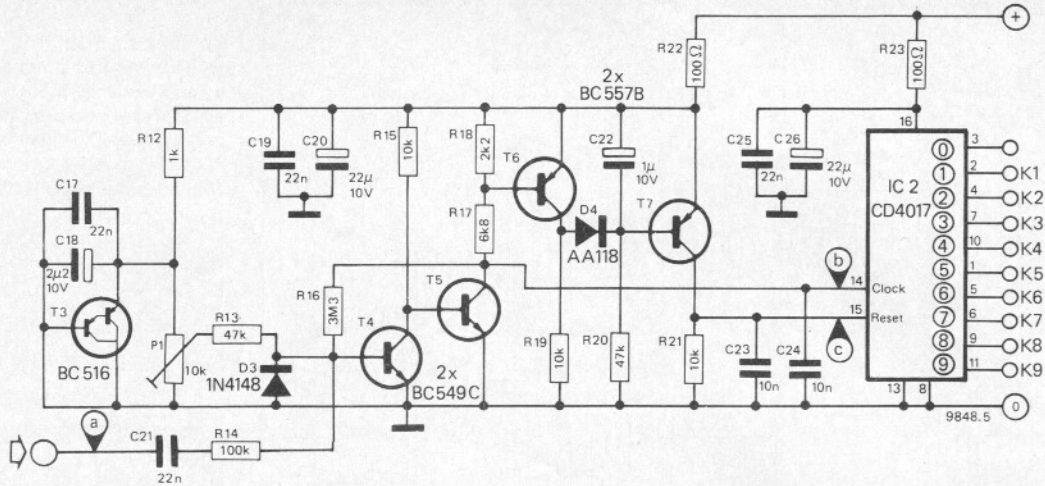 R22
100Ω
R23
100Ω
+
2x
BC557B
R12
1k
C19
22n
C20
22µ
10V
R15
10k
R18
2k2
T6
C22
1µ
10V
C25
22n
C26
22µ
10V
16
IC 2
CD4017
0
1
2
3
4
5
6
7
8
9
3
2
K1
4
K2
7
K3
10
K4
1
K5
5
K6
6
K7
9
K8
11
K9
C17
22n
C18
2µ2
10V
T3
BC516
R17
6k8
D4
AA118
T7
b
14
Clock
15
Reset
c
R16
3M3
T4
T5
2x
BC549C
R13
47k
P1
10k
D3
1N4148
R19
10k
R20
47k
R21
10k
C23
10n
C24
10n
13
8
0
9848.5
a
C21
22n
R14
100k